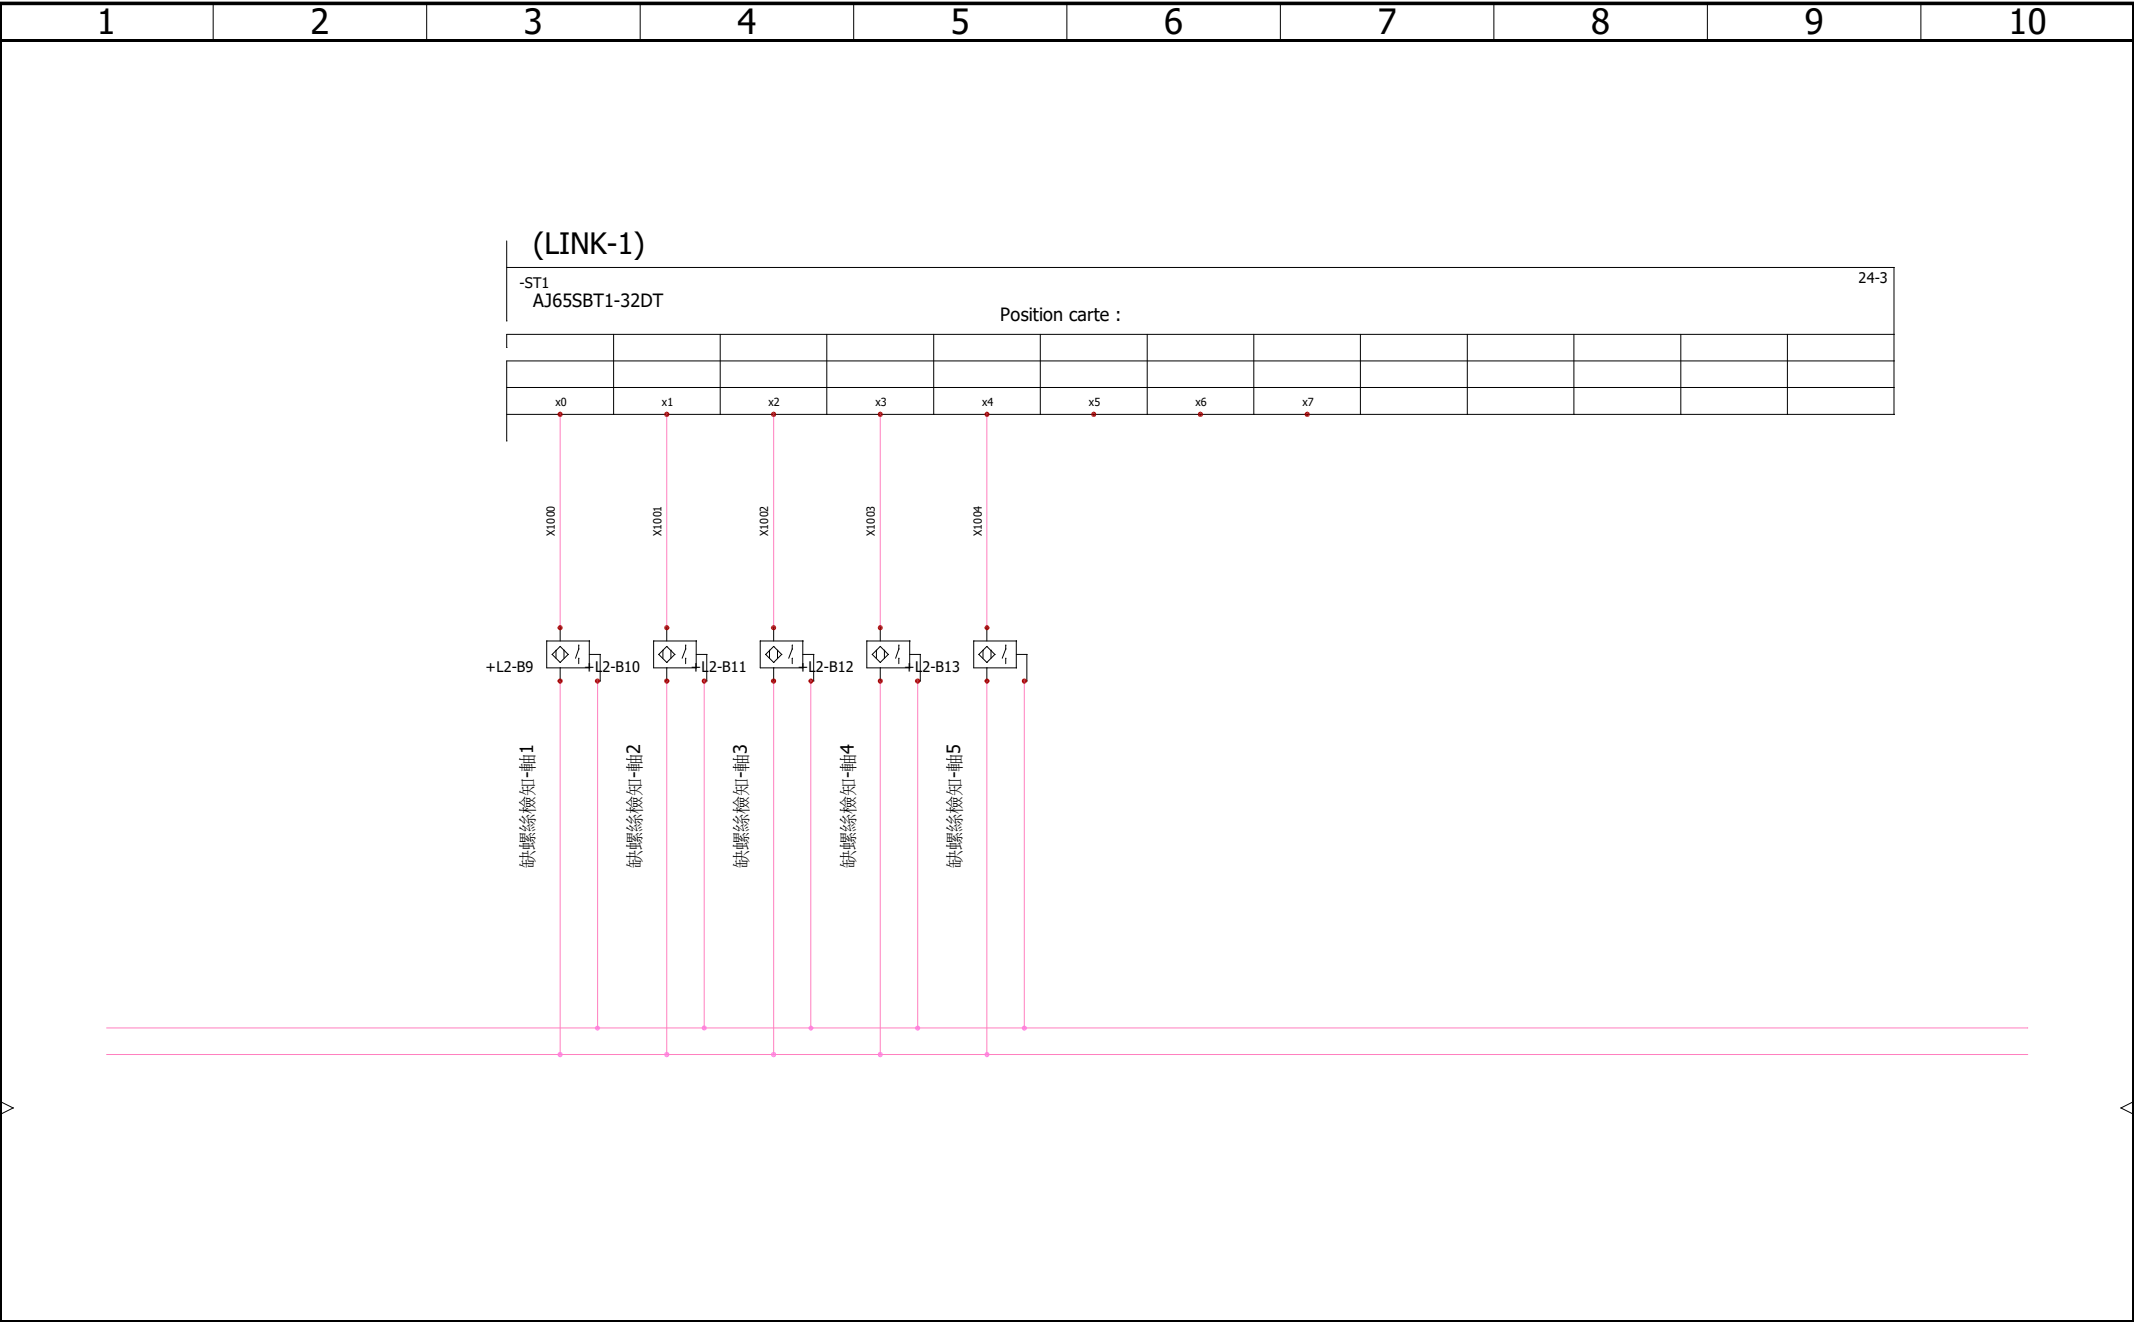 1 2 3 4 5 6 7 8 9 10
(LINK-1)
-ST1
24-3
AJ65SBT1-32DT
Position carte :
x0 x1 x2 x3 x4 x5 x6 x7
X1000
X1001
X1002
X1003
X1004
+L2-B9
+L2-B10
+L2-B11
+L2-B12
+L2-B13
缺螺絲檢知-軸1
缺螺絲檢知-軸2
缺螺絲檢知-軸3
缺螺絲檢知-軸4
缺螺絲檢知-軸5